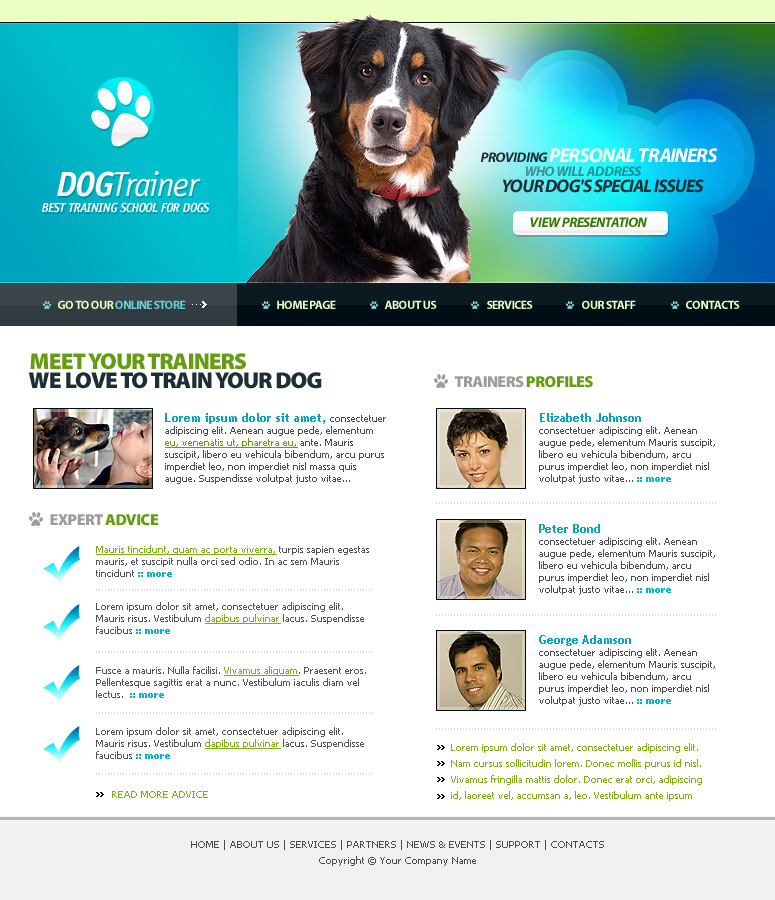 DOGTrainer
BEST TRAINING SCHOOL FOR DOGS
PROVIDING PERSONAL TRAINERS
WHO WILL ADDRESS
YOUR DOG'S SPECIAL ISSUES
VIEW PRESENTATION
GO TO OUR ONLINE STORE
HOME PAGE
ABOUT US
SERVICES
OUR STAFF
CONTACTS
MEET YOUR TRAINERS
WE LOVE TO TRAIN YOUR DOG
Lorem ipsum dolor sit amet, consectetuer
adipiscing elit. Aenean augue pede, elementum
eu, venenatis ut, pharetra eu, ante. Mauris
suscipit, libero eu vehicula bibendum, arcu purus
imperdiet leo, non imperdiet nisl massa quis
augue. Suspendisse volutpat justo vitae...
EXPERT ADVICE
Mauris tincidunt, quam ac porta viverra, turpis sapien egestas
mauris, et suscipit nulla orci sed odio. In ac sem Mauris
tincidunt :: more
Lorem ipsum dolor sit amet, consectetuer adipiscing elit.
Mauris risus. Vestibulum dapibus pulvinar lacus. Suspendisse
faucibus :: more
Fusce a mauris. Nulla facilisi. Vivamus aliquam. Praesent eros.
Pellentesque sagittis erat a nunc. Vestibulum iaculis diam vel
lectus. :: more
Lorem ipsum dolor sit amet, consectetuer adipiscing elit.
Mauris risus. Vestibulum dapibus pulvinar lacus. Suspendisse
faucibus :: more
READ MORE ADVICE
TRAINERS PROFILES
Elizabeth Johnson
consectetuer adipiscing elit. Aenean
augue pede, elementum Mauris suscipit,
libero eu vehicula bibendum, arcu
purus imperdiet leo, non imperdiet nisl
volutpat justo vitae... :: more
Peter Bond
consectetuer adipiscing elit. Aenean
augue pede, elementum Mauris suscipit,
libero eu vehicula bibendum, arcu
purus imperdiet leo, non imperdiet nisl
volutpat justo vitae... :: more
George Adamson
consectetuer adipiscing elit. Aenean
augue pede, elementum Mauris suscipit,
libero eu vehicula bibendum, arcu
purus imperdiet leo, non imperdiet nisl
volutpat justo vitae... :: more
Lorem ipsum dolor sit amet, consectetuer adipiscing elit.
Nam cursus sollicitudin lorem. Donec mollis purus id nisl.
Vivamus fringilla mattis dolor. Donec erat orci, adipiscing
id, laoreet vel, accumsan a, leo. Vestibulum ante ipsum
HOME | ABOUT US | SERVICES | PARTNERS | NEWS & EVENTS | SUPPORT | CONTACTS
Copyright © Your Company Name